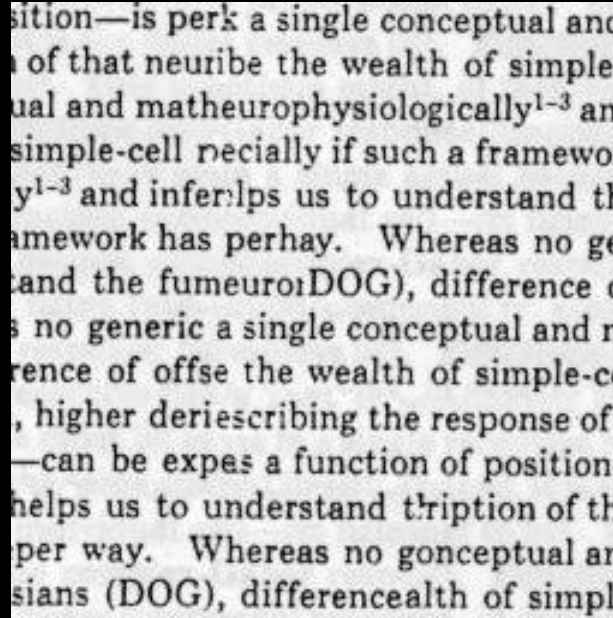 sition—is perk a single conceptual and
of that neuribe the wealth of simple
ual and matheurophysiologically1–3 an
simple-cell necially if such a framewo
y1–3 and inferlps us to understand th
amework has perhay. Whereas no ge
tand the fumeuroiDOG), difference o
s no generic a single conceptual and m
rence of offse the wealth of simple-ce
, higher deriescribing the response of
—can be expes a function of position
helps us to understand thription of th
per way. Whereas no gonceptual an
sians (DOG), differencealth of simpl